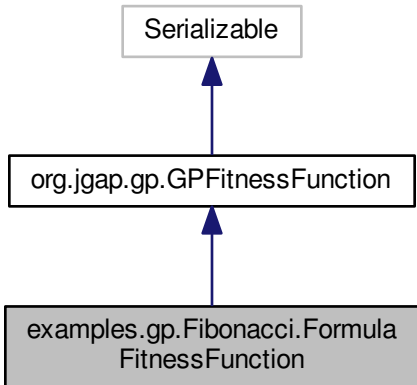 Serializable
org.jgap.gp.GPFitnessFunction
examples.gp.Fibonacci.Formula
FitnessFunction